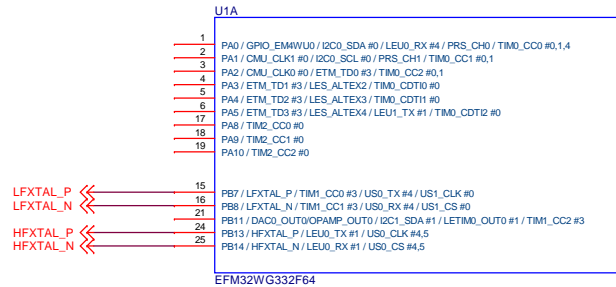 U1A
1 PA0 / GPIO_EM4WU0 / I2C0_SDA #0 / LEU0_RX #4 / PRS_CH0 / TIM0_CC0 #0,1,4
2 PA1 / CMU_CLK1 #0 / I2C0_SCL #0 / PRS_CH1 / TIM0_CC1 #0,1
3 PA2 / CMU_CLK0 #0 / ETM_TD0 #3 / TIM0_CC2 #0,1
4 PA3 / ETM_TD1 #3 / LES_ALTEX2 / TIM0_CDTI0 #0
5 PA4 / ETM_TD2 #3 / LES_ALTEX3 / TIM0_CDTI1 #0
6 PA5 / ETM_TD3 #3 / LES_ALTEX4 / LEU1_TX #1 / TIM0_CDTI2 #0
17 PA8 / TIM2_CC0 #0
18 PA9 / TIM2_CC1 #0
19 PA10 / TIM2_CC2 #0
LFXTAL_P 15 PB7 / LFXTAL_P / TIM1_CC0 #3 / US0_TX #4 / US1_CLK #0
LFXTAL_N 16 PB8 / LFXTAL_N / TIM1_CC1 #3 / US0_RX #4 / US1_CS #0
21 PB11 / DAC0_OUT0/OPAMP_OUT0 / I2C1_SDA #1 / LETIM0_OUT0 #1 / TIM1_CC2 #3
HFXTAL_P 24 PB13 / HFXTAL_P / LEU0_TX #1 / US0_CLK #4,5
HFXTAL_N 25 PB14 / HFXTAL_N / LEU0_RX #1 / US0_CS #4,5
EFM32WG332F64